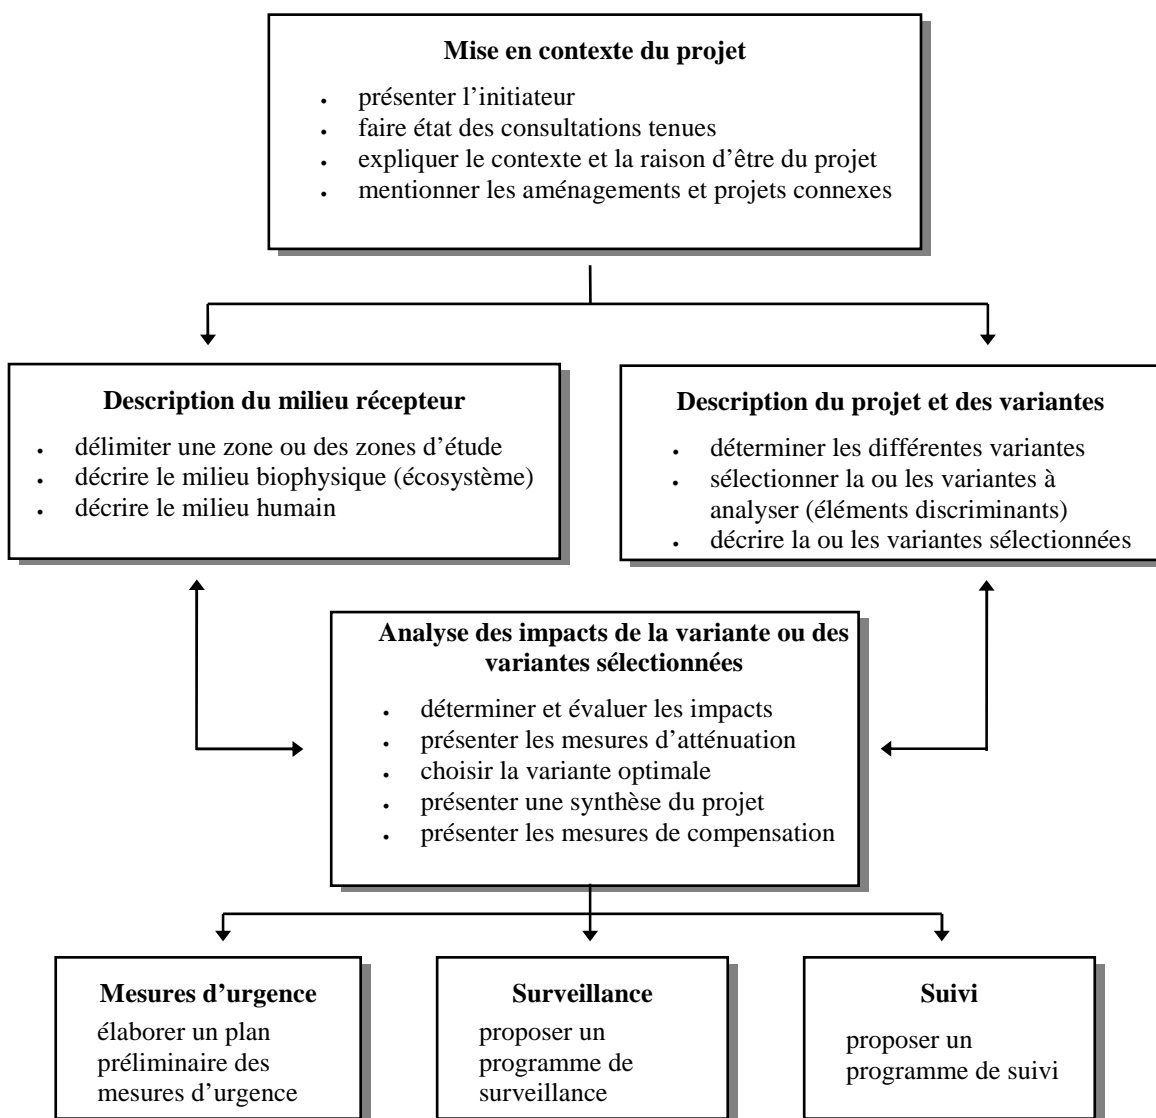 Mise en contexte du projet
• présenter l’initiateur
• faire état des consultations tenues
• expliquer le contexte et la raison d’être du projet
• mentionner les aménagements et projets connexes
Description du milieu récepteur
• délimiter une zone ou des zones d’étude
• décrire le milieu biophysique (écosystème)
• décrire le milieu humain
Description du projet et des variantes
• déterminer les différentes variantes
• sélectionner la ou les variantes à
analyser (éléments discriminants)
• décrire la ou les variantes sélectionnées
Analyse des impacts de la variante ou des
variantes sélectionnées
• déterminer et évaluer les impacts
• présenter les mesures d’atténuation
• choisir la variante optimale
• présenter une synthèse du projet
• présenter les mesures de compensation
Mesures d’urgence
élaborer un plan
préliminaire des
mesures d’urgence
Surveillance
proposer un
programme de
surveillance
Suivi
proposer un
programme de suivi